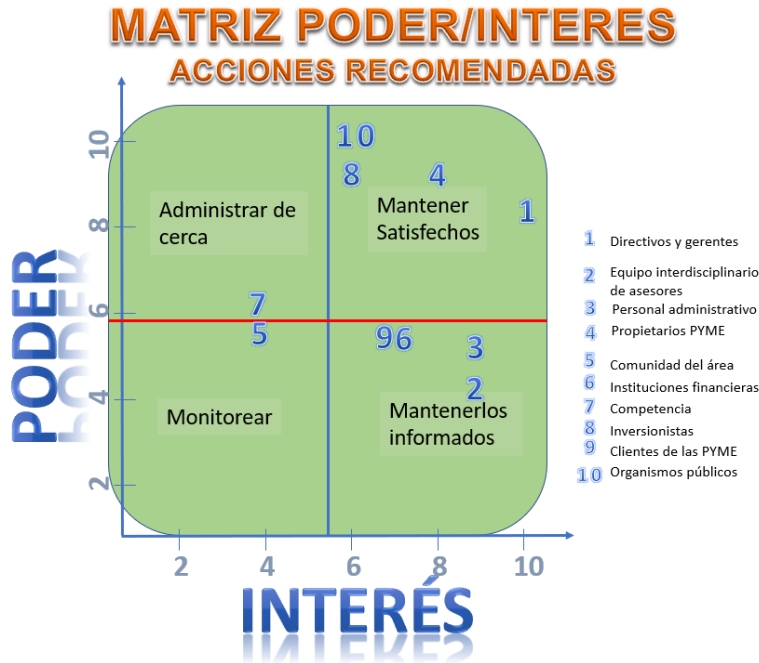 MATRIZ PODER/INTERES
ACCIONES RECOMENDADAS
PODER
10
8
6
4
2
10
8
4
1
Administrar de
cerca
Mantener
Satisfechos
7
5
9 6
3
2
Monitorear
Mantenerlos
informados
2
4
6
8
10
INTERÉS
1 Directivos y gerentes
2 Equipo interdisciplinario
de asesores
3 Personal administrativo
4 Propietarios PYME
5 Comunidad del área
6 Instituciones financieras
7 Competencia
8 Inversionistas
9 Clientes de las PYME
10 Organismos públicos